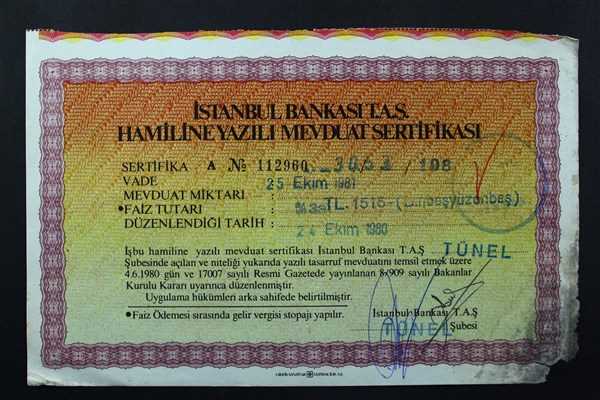 İSTANBUL BANKASI T.A.Ş.
HAMİLİNE YAZILI MEVDUAT SERTİFİKASI
SERTİFİKA A № 112960
VADE 25 Ekim 1981
MEVDUAT MİKTARI :
•FAİZ TUTARI : TL.1515-(Binbeşyüzonbeş)
DÜZENLENDİĞİ TARİH : 24 Ekim 1980
İşbu hamiline yazılı mevduat sertifikası İstanbul Bankası T.A.Ş TÜNEL
Şubesinde açılan ve niteliği yukarıda yazılı tasarruf mevduatını temsil etmek üzere
4.6.1980 gün ve 17007 sayılı Resmi Gazetede yayınlanan 8/909 sayılı Bakanlar
Kurulu Kararı uyarınca düzenlenmiştir.
Uygulama hükümleri arka sahifede belirtilmiştir.
•Faiz Ödemesi sırasında gelir vergisi stopajı yapılır.
İstanbul Bankası T.A.Ş
TÜNEL Şubesi